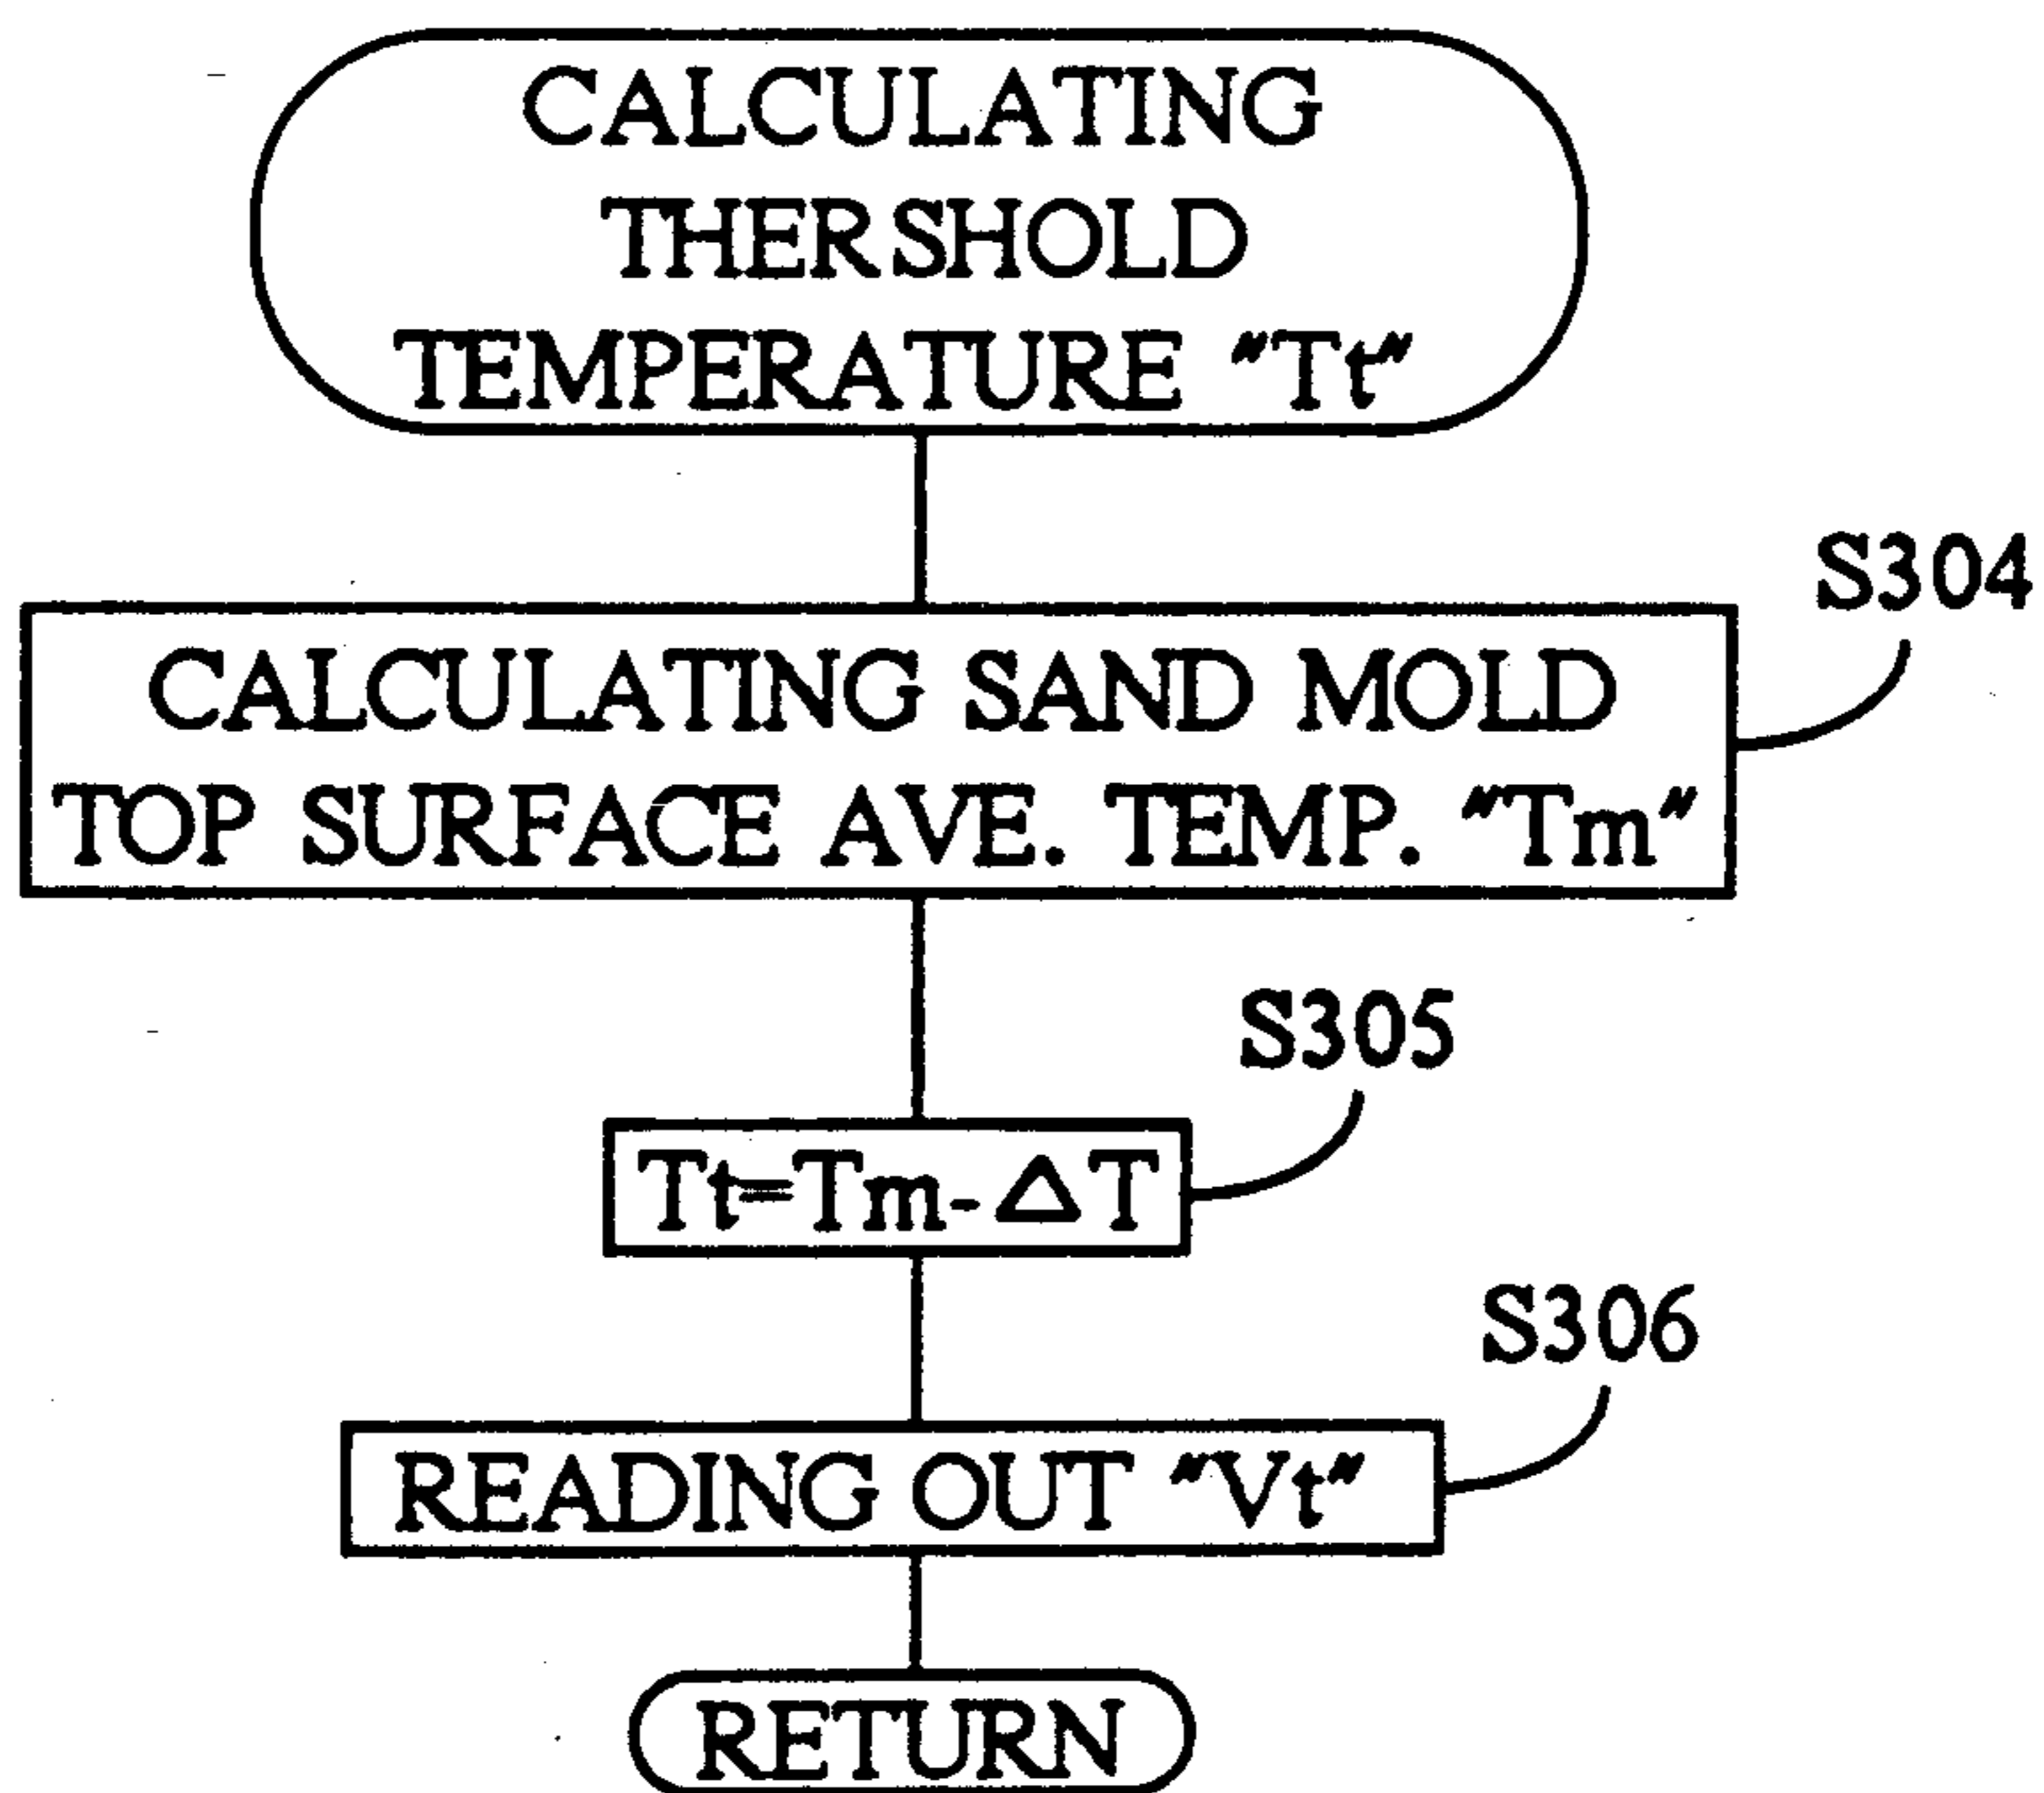 CALCULATING
THERSHOLD
TEMPERATURE "Tt"
S304
CALCULATING SAND MOLD
TOP SURFACE AVE. TEMP. "Tm"
S305
Tt=Tm-△T
S306
READING OUT "Vt"
RETURN